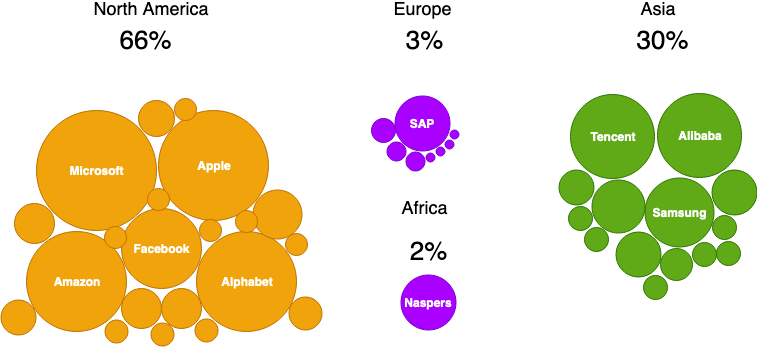 North America
66%
Europe
3%
Asia
30%
SAP
Tencent
Alibaba
Microsoft
Apple
Africa
Samsung
Facebook
2%
Amazon
Alphabet
Naspers